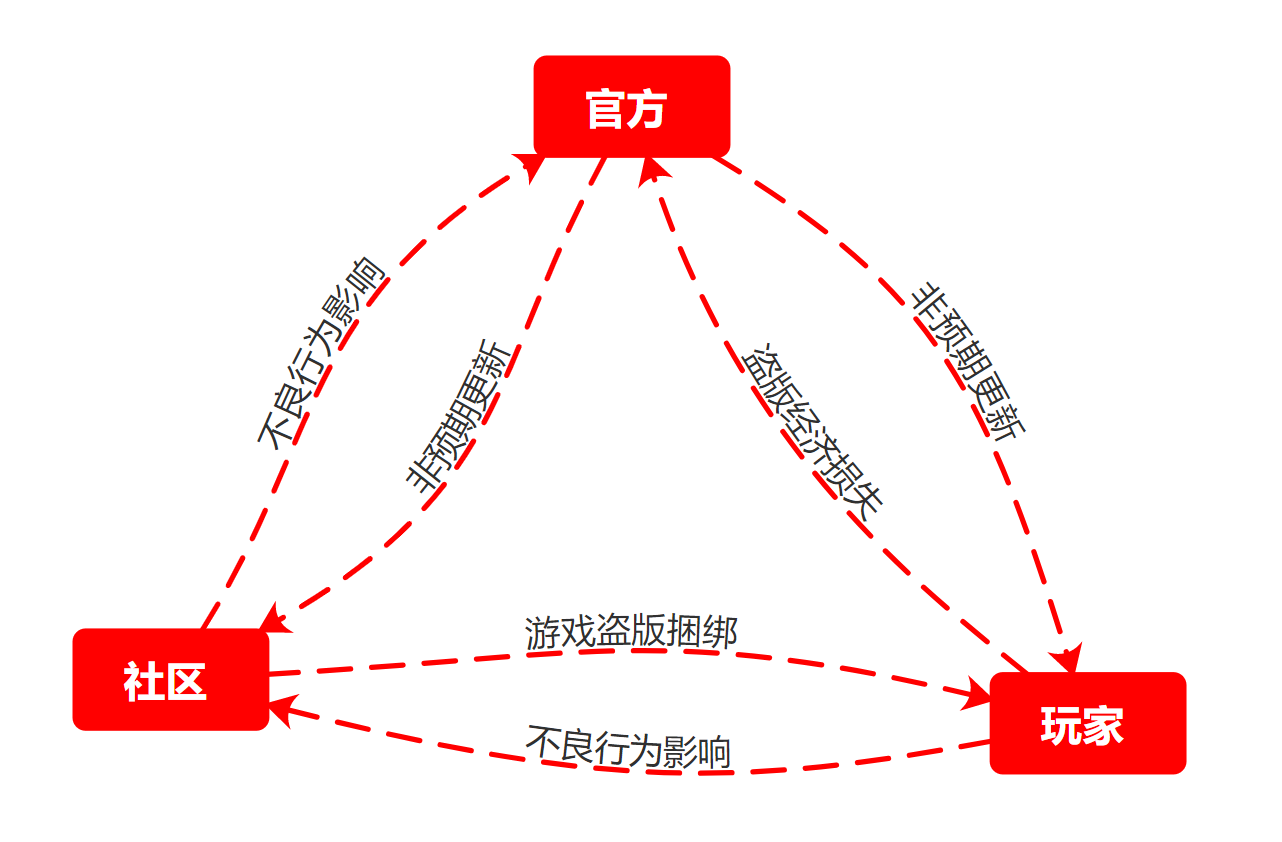 官方
不良行为影响
非预期更新
盗版经济损失
非预期更新
游戏盗版捆绑
社区
玩家
不良行为影响